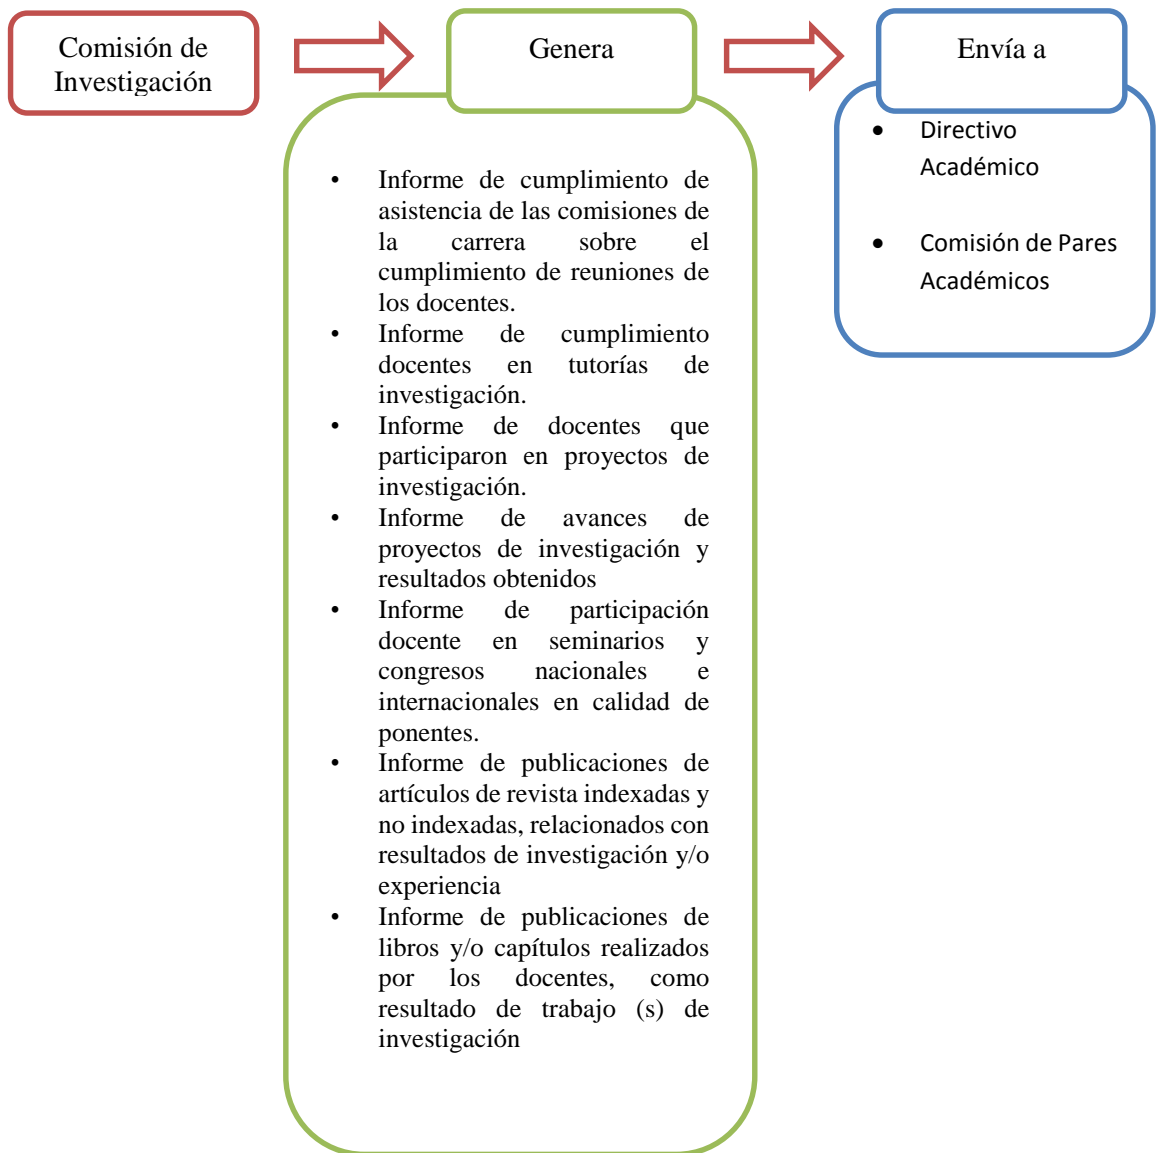 Comisión de
Investigación
Genera
Envía a
• Informe de cumplimiento de
asistencia de las comisiones de
la carrera sobre el
cumplimiento de reuniones de
los docentes.
• Informe de cumplimiento
docentes en tutorías de
investigación.
• Informe de docentes que
participaron en proyectos de
investigación.
• Informe de avances de
proyectos de investigación y
resultados obtenidos
• Informe de participación
docente en seminarios y
congresos nacionales e
internacionales en calidad de
ponentes.
• Informe de publicaciones de
artículos de revista indexadas y
no indexadas, relacionados con
resultados de investigación y/o
experiencia
• Informe de publicaciones de
libros y/o capítulos realizados
por los docentes, como
resultado de trabajo (s) de
investigación
• Directivo
Académico
• Comisión de Pares
Académicos